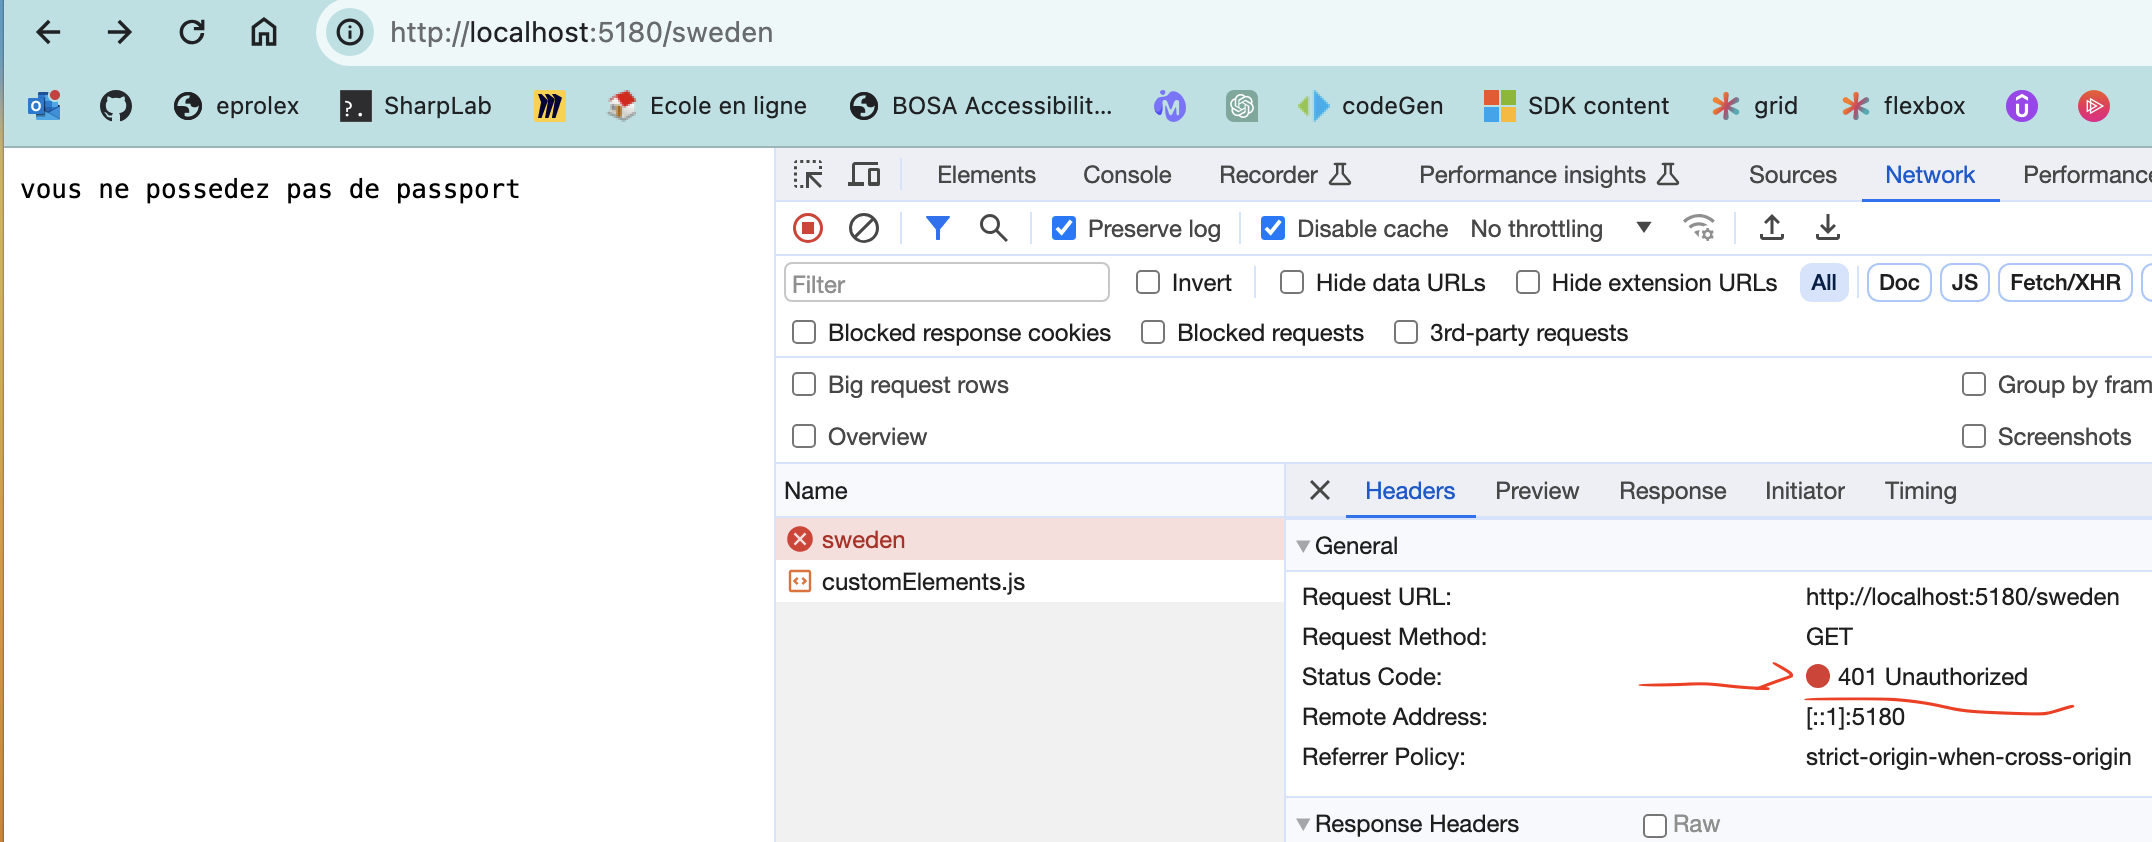 http://localhost:5180/sweden
eprolex SharpLab Ecole en ligne BOSA Accessibilit... codeGen SDK content grid flexbox
vous ne possedez pas de passport
Elements Console Recorder Performance insights Sources Network Performance
Preserve log Disable cache No throttling
Filter Invert Hide data URLs Hide extension URLs All Doc JS Fetch/XHR
Blocked response cookies Blocked requests 3rd-party requests
Big request rows Group by fram
Overview Screenshots
Name Headers Preview Response Initiator Timing
sweden
customElements.js
General
Request URL: http://localhost:5180/sweden
Request Method: GET
Status Code: 401 Unauthorized
Remote Address: [::1]:5180
Referrer Policy: strict-origin-when-cross-origin
Response Headers Raw